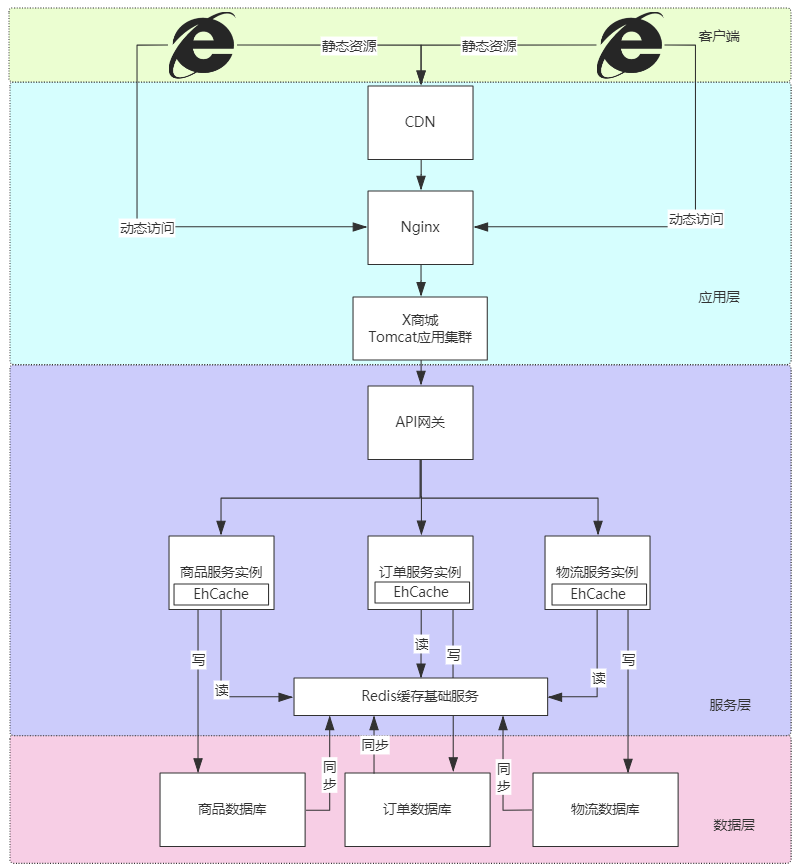 客户端
静态资源
静态资源
CDN
动态访问
Nginx
动态访问
应用层
X商城
Tomcat应用集群
API网关
商品服务实例
EhCache
订单服务实例
EhCache
物流服务实例
EhCache
写
读
读
写
读
写
Redis缓存基础服务
服务层
同
步
同步
同
步
商品数据库
订单数据库
物流数据库
数据层